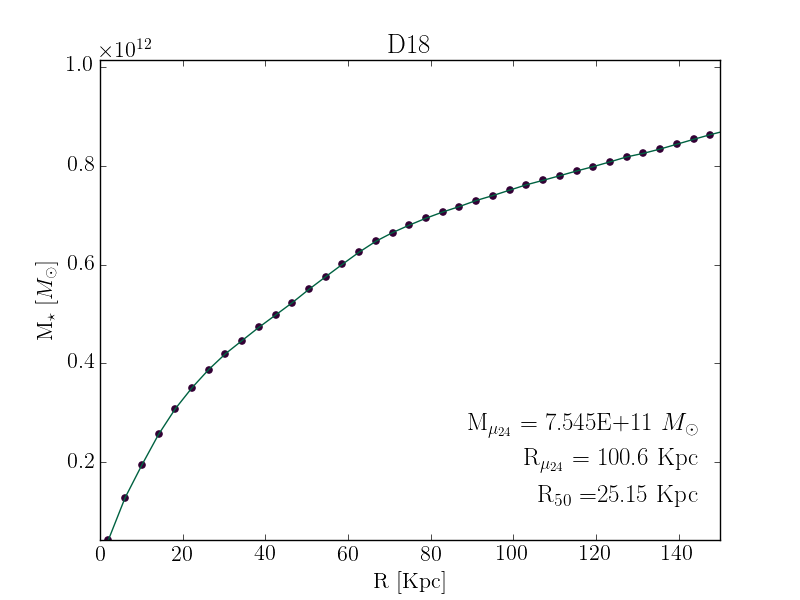 D18
×10¹²
1.0
0.8
0.6
0.4
0.2
M⋆ [M⊙]
M_μ₂₄ = 7.545E+11 M⊙
R_μ₂₄ = 100.6 Kpc
R₅₀ =25.15 Kpc
0 20 40 60 80 100 120 140
R [Kpc]